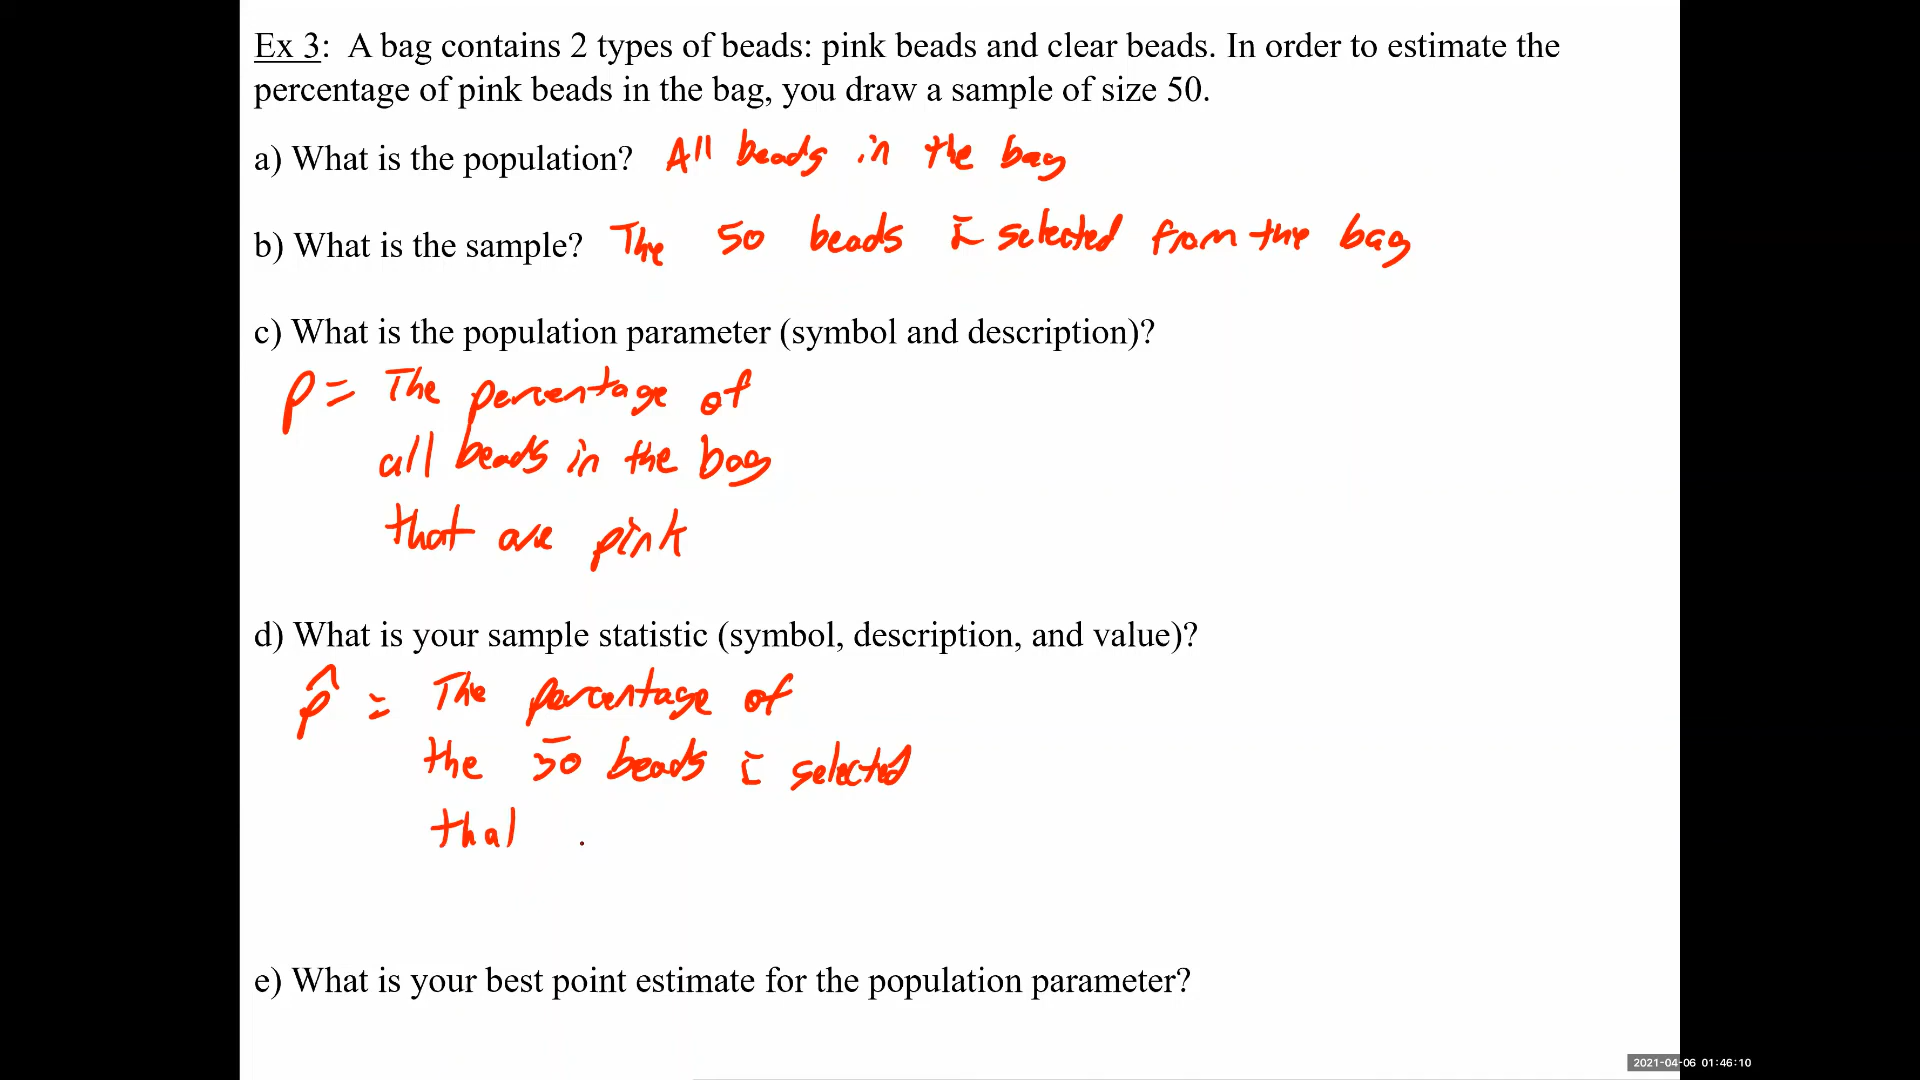 Ex 3: A bag contains 2 types of beads: pink beads and clear beads. In order to estimate the
percentage of pink beads in the bag, you draw a sample of size 50.
a) What is the population? All beads in the bag
b) What is the sample? The 50 beads I selected from the bag
c) What is the population parameter (symbol and description)?
p = The percentage of
all beads in the bag
that are pink
d) What is your sample statistic (symbol, description, and value)?
p̂ = The percentage of
the 50 beads I selected
that
e) What is your best point estimate for the population parameter?
2021-04-06 01:46:10